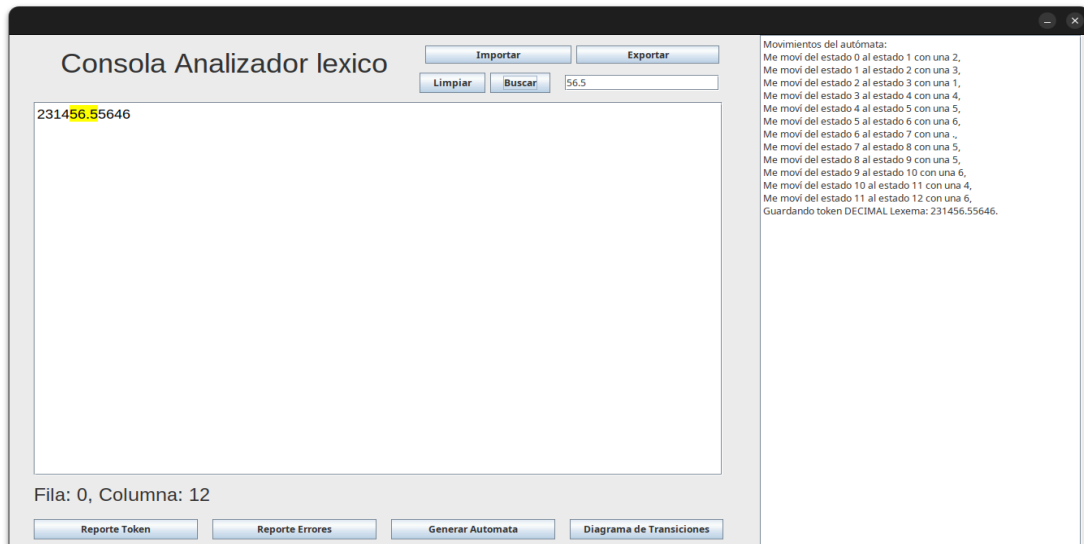 Consola Analizador lexico
Importar
Exportar
Limpiar
Buscar
56.5
231456.55646
Fila: 0, Columna: 12
Reporte Token
Reporte Errores
Generar Automata
Diagrama de Transiciones
Movimientos del autómata:
Me moví del estado 0 al estado 1 con una 2,
Me moví del estado 1 al estado 2 con una 3,
Me moví del estado 2 al estado 3 con una 1,
Me moví del estado 3 al estado 4 con una 4,
Me moví del estado 4 al estado 5 con una 5,
Me moví del estado 5 al estado 6 con una 6,
Me moví del estado 6 al estado 7 con una .,
Me moví del estado 7 al estado 8 con una 5,
Me moví del estado 8 al estado 9 con una 5,
Me moví del estado 9 al estado 10 con una 6,
Me moví del estado 10 al estado 11 con una 4,
Me moví del estado 11 al estado 12 con una 6,
Guardando token DECIMAL Lexema: 231456.55646.